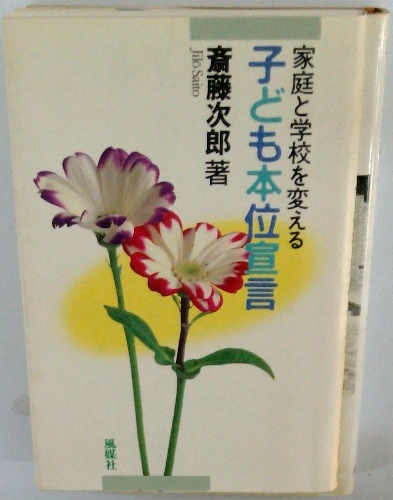 家庭と学校を変える
子ども本位宣言
斎藤次郎著
Jilō Saito
風媒社